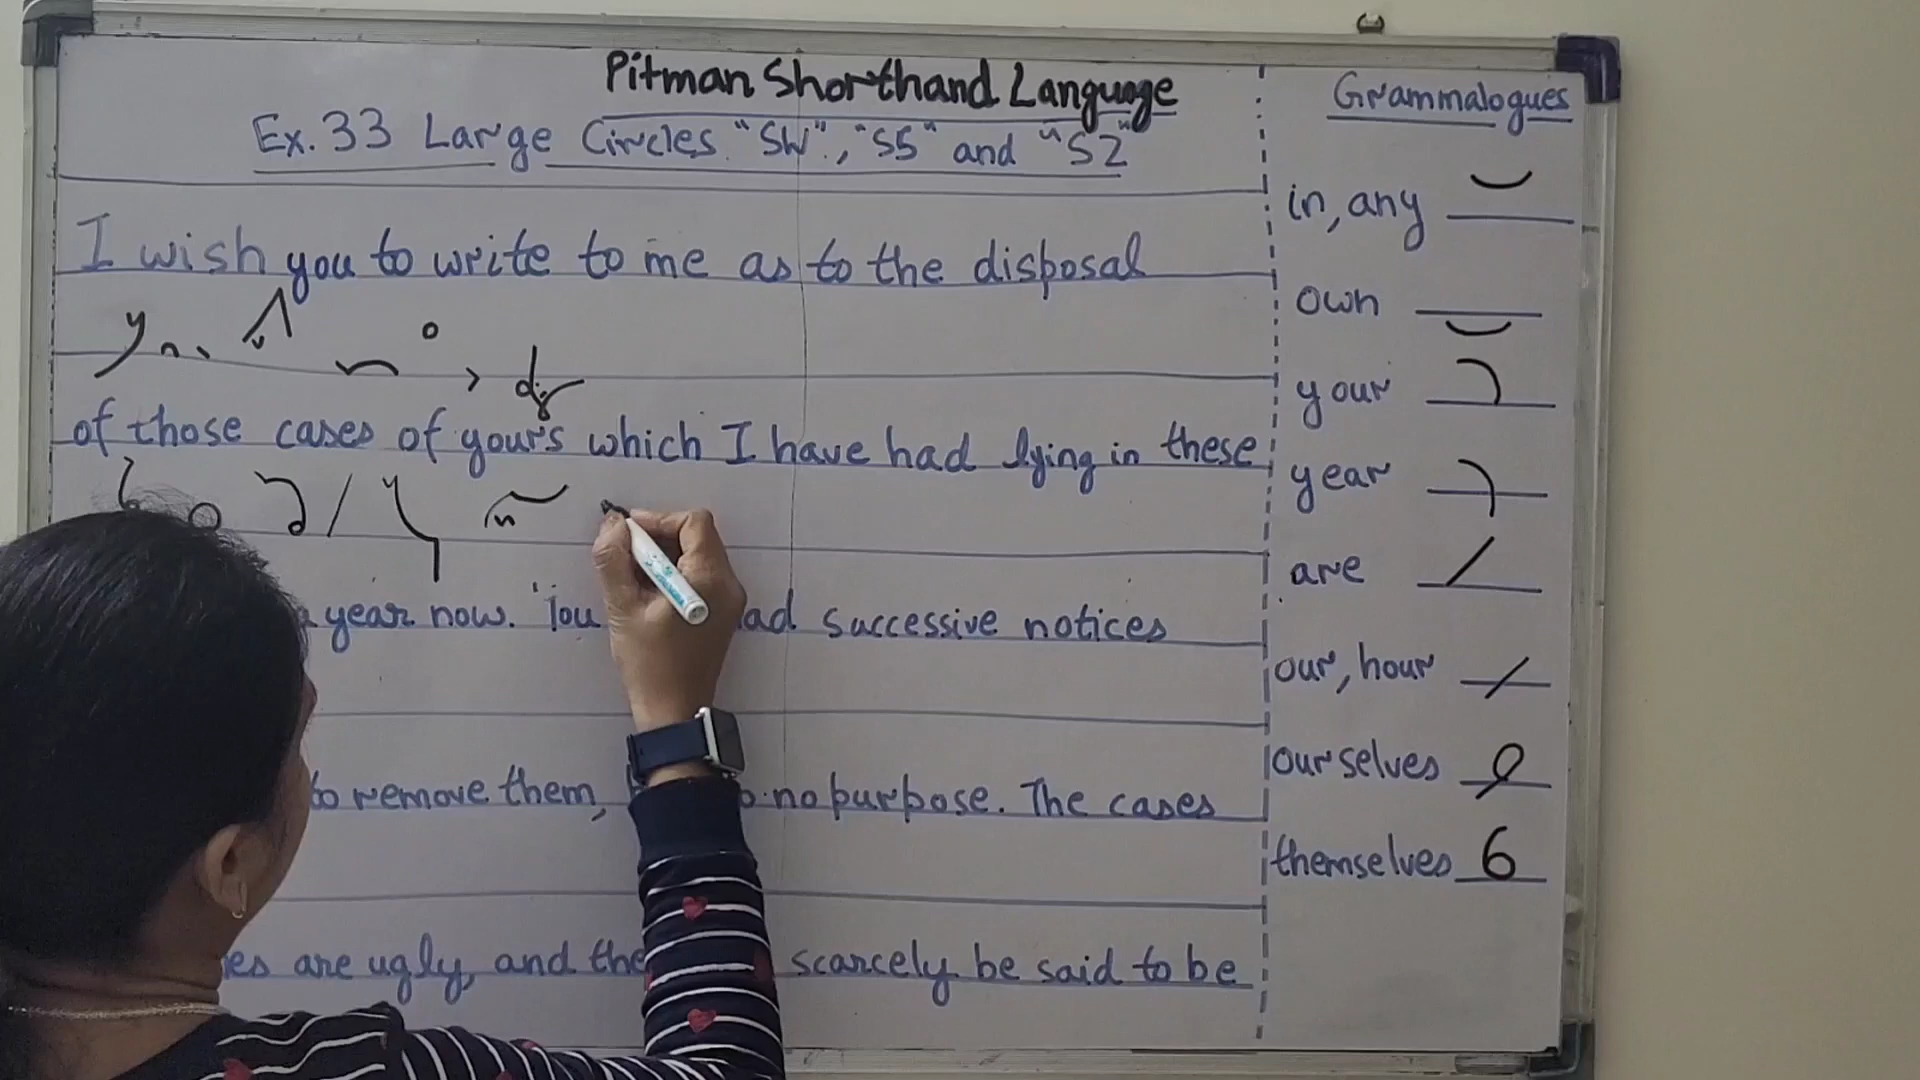 Pitman Shorthand Language
Ex. 33 Large Circles "SW", "SS" and "SZ"
I wish you to write to me as to the disposal
of those cases of yours which I have had lying in these
year now. You ad successive notices
to remove them, o no purpose. The cases
es are ugly, and the scarcely be said to be
Grammalogues
in, any
own
your
year
are
our, hour
ourselves
themselves